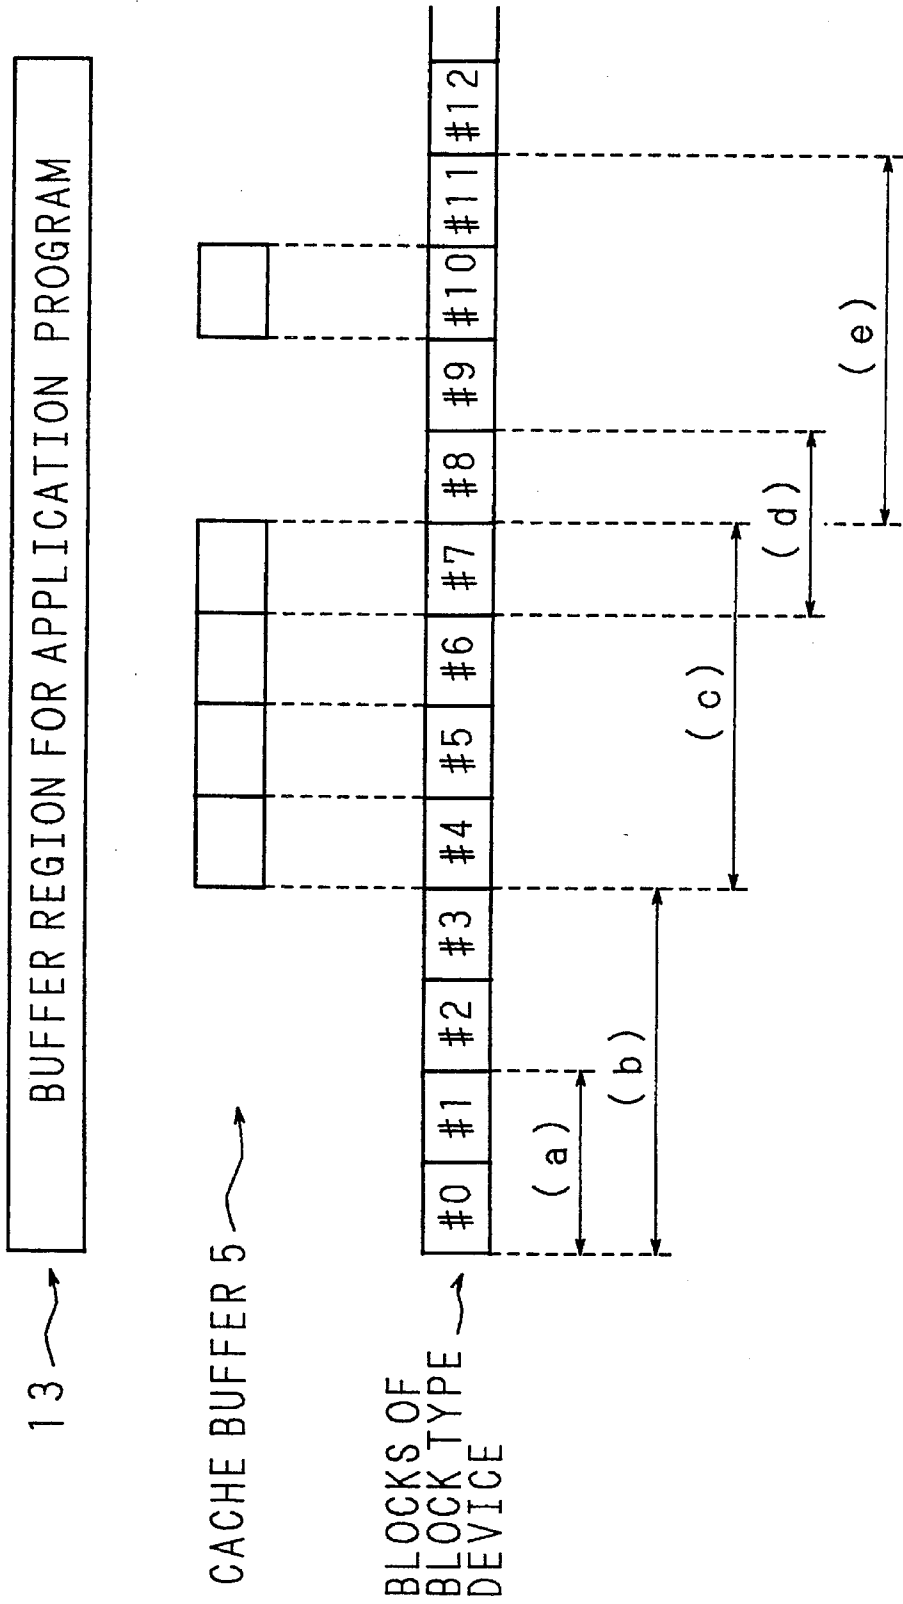 13
BUFFER REGION FOR APPLICATION PROGRAM
CACHE BUFFER 5
BLOCKS OF
BLOCK TYPE
DEVICE
#0 #1 #2 #3 #4 #5 #6 #7 #8 #9 #10 #11 #12
(a)
(b)
(c)
(d)
(e)